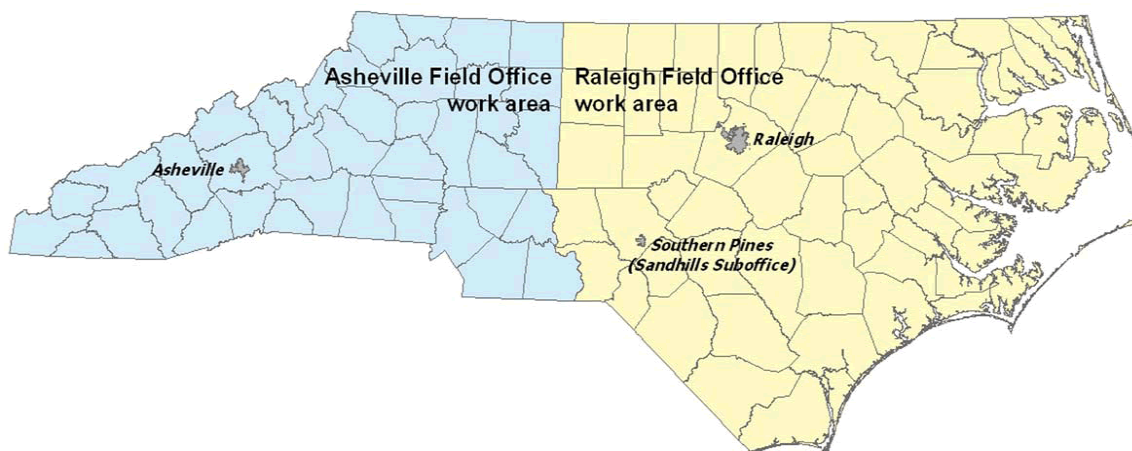 Asheville Field Office
work area
Raleigh Field Office
work area
Asheville
Raleigh
Southern Pines
(Sandhills Suboffice)